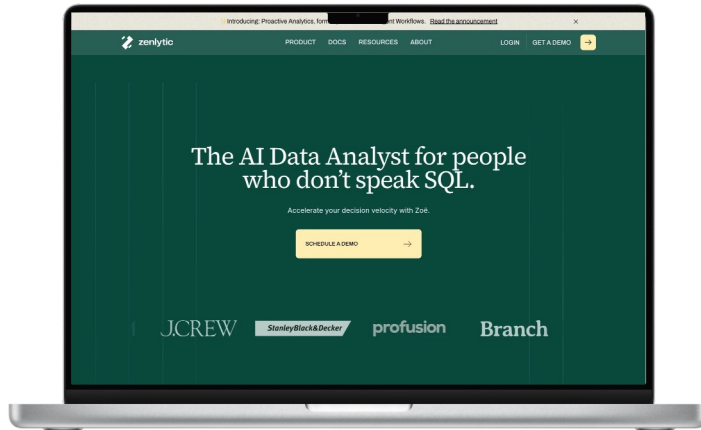 Introducing: Proactive Analytics, nt Workflows. Read the announcement
zenlytic PRODUCT DOCS RESOURCES ABOUT LOGIN GET A DEMO
The AI Data Analyst for people
who don't speak SQL.
Accelerate your decision velocity with Zoë.
SCHEDULE A DEMO
J.CREW StanleyBlack&Decker profusion Branch